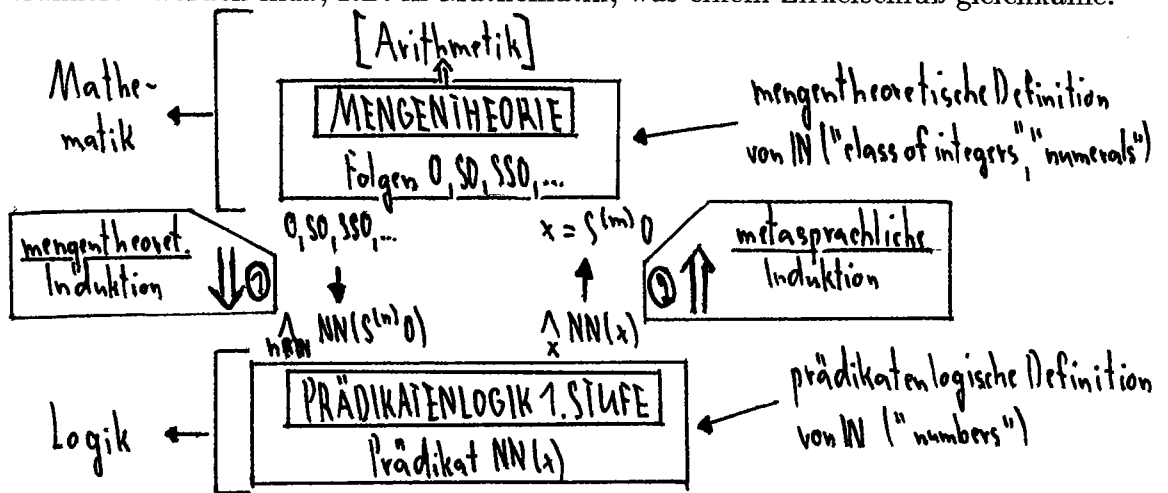 [Arithmetik]
Mathe-
matik
MENGENTHEORIE
Folgen 0, S0, SS0, ...
mengentheoretische Definition
von IN ("class of integers", "numerals")
mengentheoret.
Induktion
①
0, S0, SS0, ...
x = S⁽ᵐ⁾0
②
metasprachliche
Induktion
NN(S⁽ⁿ⁾0)
⋀ NN(x)
x
Logik
PRÄDIKATENLOGIK 1. STUFE
Prädikat NN(x)
prädikatenlogische Definition
von IN ("numbers")